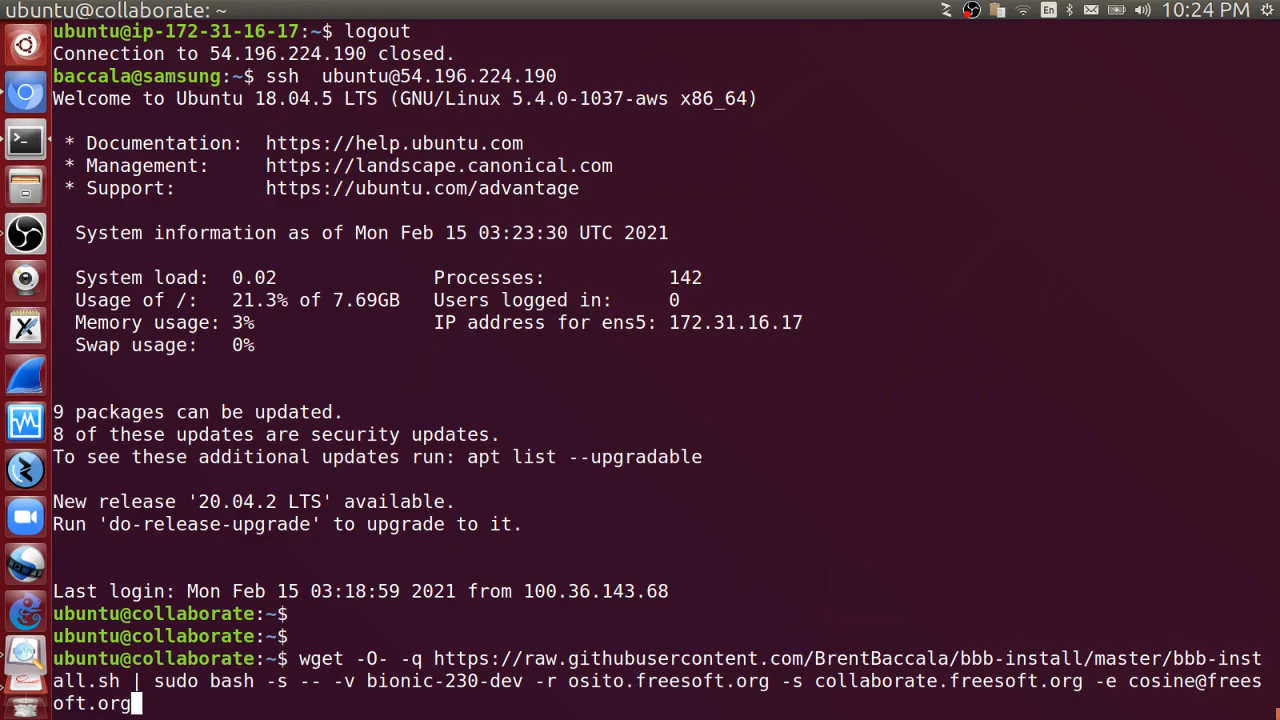 ubuntu@collaborate: ~
En
10:24 PM
ubuntu@ip-172-31-16-17:~$ logout
Connection to 54.196.224.190 closed.
baccala@samsung:~$ ssh  ubuntu@54.196.224.190
Welcome to Ubuntu 18.04.5 LTS (GNU/Linux 5.4.0-1037-aws x86_64)
* Documentation:  https://help.ubuntu.com
* Management:     https://landscape.canonical.com
* Support:        https://ubuntu.com/advantage
System information as of Mon Feb 15 03:23:30 UTC 2021
System load:  0.02              Processes:           142
Usage of /:   21.3% of 7.69GB   Users logged in:     0
Memory usage: 3%                IP address for ens5: 172.31.16.17
Swap usage:   0%
9 packages can be updated.
8 of these updates are security updates.
To see these additional updates run: apt list --upgradable
New release '20.04.2 LTS' available.
Run 'do-release-upgrade' to upgrade to it.
Last login: Mon Feb 15 03:18:59 2021 from 100.36.143.68
ubuntu@collaborate:~$
ubuntu@collaborate:~$
ubuntu@collaborate:~$ wget -O- -q https://raw.githubusercontent.com/BrentBaccala/bbb-install/master/bbb-inst
all.sh | sudo bash -s -- -v bionic-230-dev -r osito.freesoft.org -s collaborate.freesoft.org -e cosine@frees
oft.org